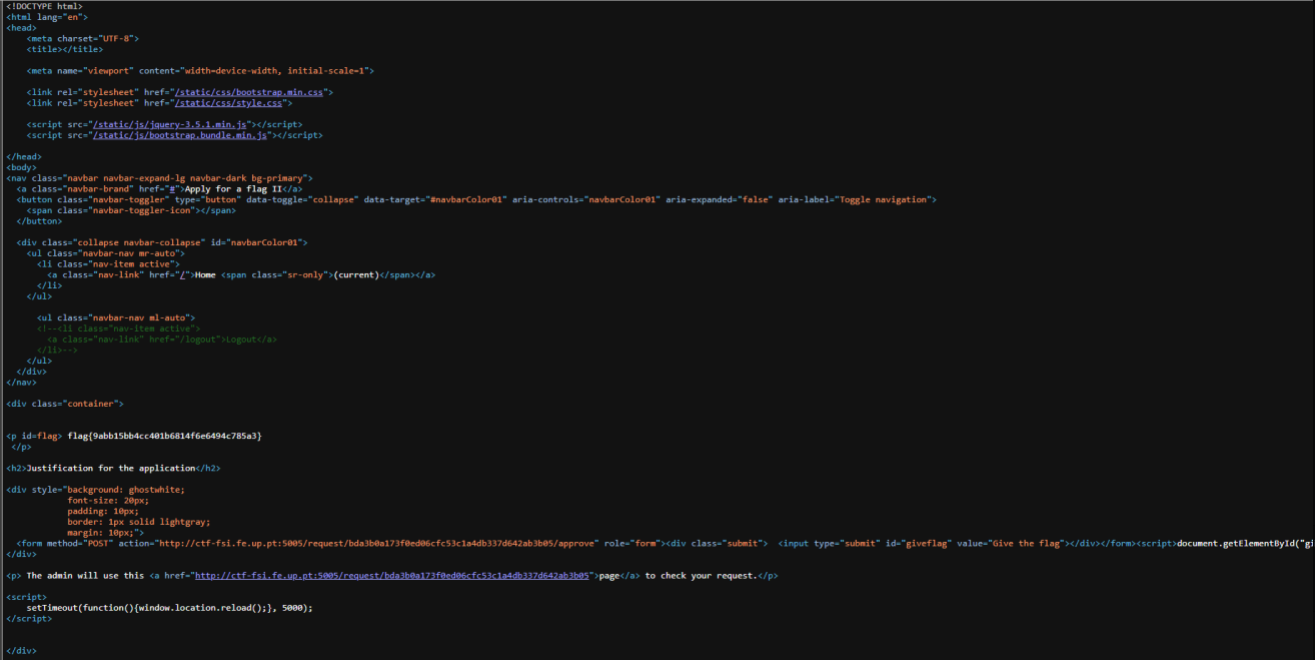 <!DOCTYPE html>
<html lang="en">
<head>
<meta charset="UTF-8">
<title></title>
<meta name="viewport" content="width=device-width, initial-scale=1">
<link rel="stylesheet" href="/static/css/bootstrap.min.css">
<link rel="stylesheet" href="/static/css/style.css">
<script src="/static/js/jquery-3.5.1.min.js"></script>
<script src="/static/js/bootstrap.bundle.min.js"></script>
</head>
<body>
<nav class="navbar navbar-expand-lg navbar-dark bg-primary">
<a class="navbar-brand" href="#">Apply for a flag II</a>
<button class="navbar-toggler" type="button" data-toggle="collapse" data-target="#navbarColor01" aria-controls="navbarColor01" aria-expanded="false" aria-label="Toggle navigation">
<span class="navbar-toggler-icon"></span>
</button>
<div class="collapse navbar-collapse" id="navbarColor01">
<ul class="navbar-nav mr-auto">
<li class="nav-item active">
<a class="nav-link" href="/">Home <span class="sr-only">(current)</span></a>
</li>
</ul>
<ul class="navbar-nav ml-auto">
<!--<li class="nav-item active">
<a class="nav-link" href="/logout">Logout</a>
</li>-->
</ul>
</div>
</nav>
<div class="container">
<p id=flag> flag{9abb15bb4cc401b6814f6e6494c785a3}
</p>
<h2>Justification for the application</h2>
<div style="background: ghostwhite;
font-size: 20px;
padding: 10px;
border: 1px solid lightgray;
margin: 10px;">
<form method="POST" action="http://ctf-fsi.fe.up.pt:5005/request/bda3b0a173f0ed06cfc53c1a4db337d642ab3b05/approve" role="form"><div class="submit"> <input type="submit" id="giveflag" value="Give the flag"></div></form><script>document.getElementById("gi
</div>
<p> The admin will use this <a href="http://ctf-fsi.fe.up.pt:5005/request/bda3b0a173f0ed06cfc53c1a4db337d642ab3b05">page</a> to check your request.</p>
<script>
setTimeout(function(){window.location.reload();}, 5000);
</script>
</div>